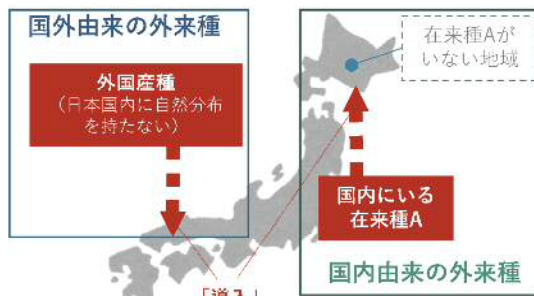 国外由来の外来種
外国産種
（日本国内に自然分布
を持たない）
在来種Aが
いない地域
国内にいる
在来種A
「導入」
国内由来の外来種